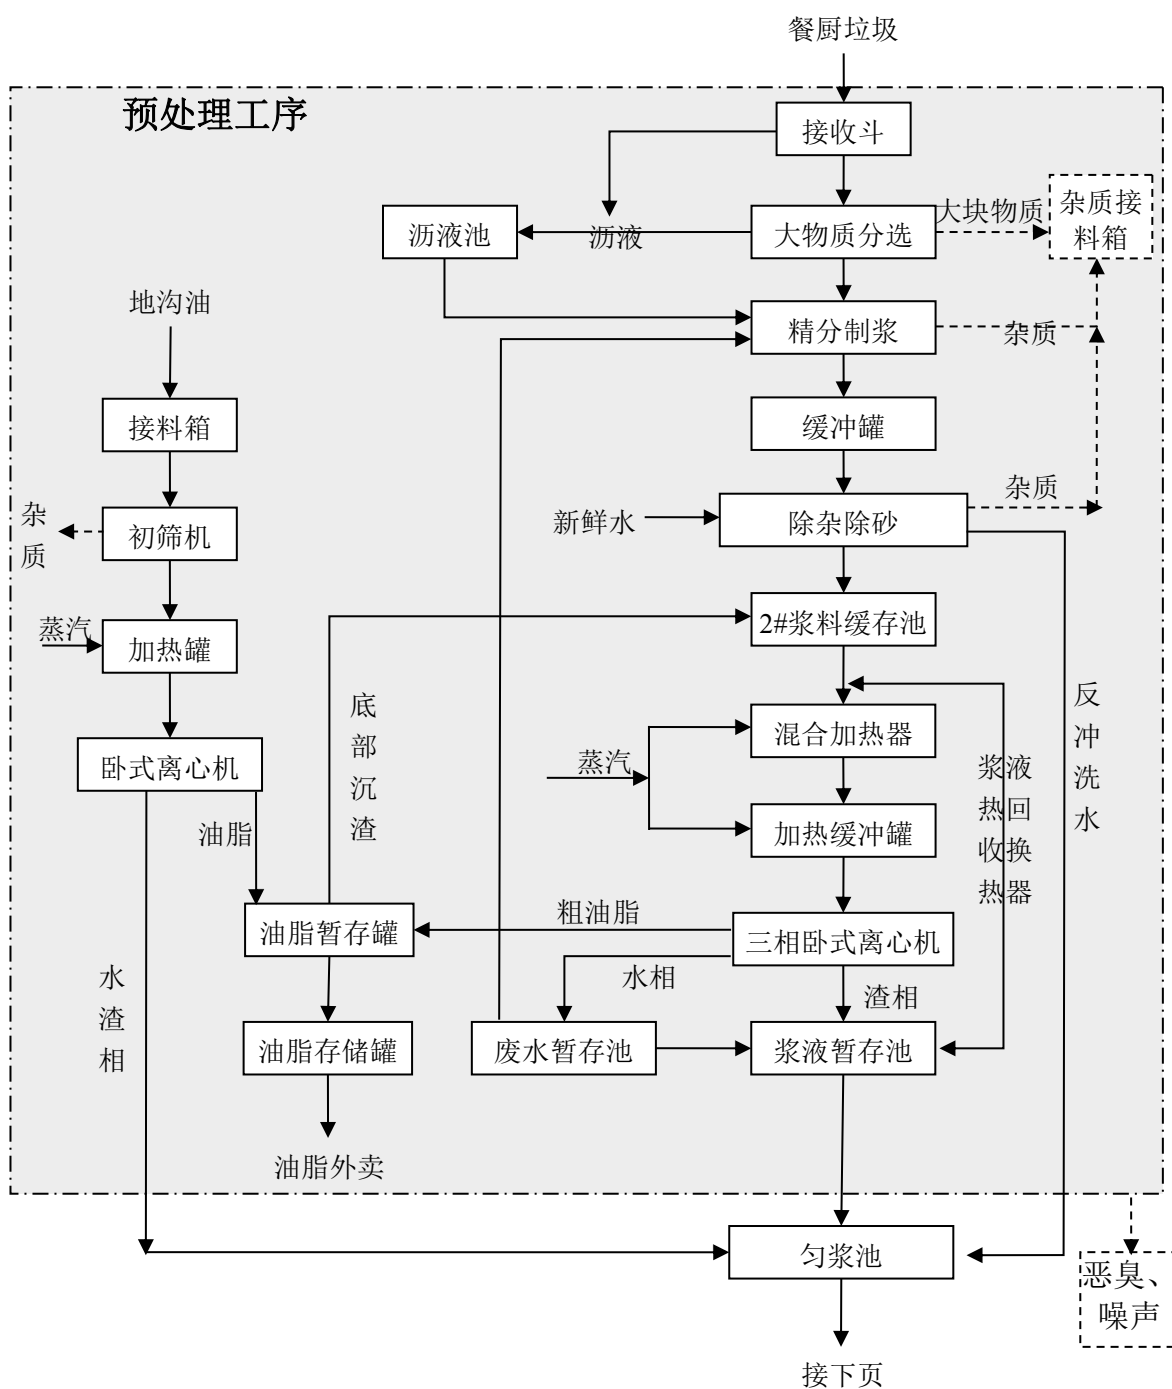 餐厨垃圾
预处理工序
接收斗
大块物质
杂质接
料箱
沥液池
沥液
大物质分选
地沟油
精分制浆
杂质
接料箱
缓冲罐
杂质
杂
质
初筛机
新鲜水
除杂除砂
蒸汽
加热罐
2#浆料缓存池
底
部
沉
渣
反
冲
洗
水
混合加热器
卧式离心机
蒸汽
浆液
热回
收换
热器
油脂
加热缓冲罐
粗油脂
油脂暂存罐
三相卧式离心机
水
渣
相
水相
渣相
油脂存储罐
废水暂存池
浆液暂存池
油脂外卖
匀浆池
恶臭、
噪声
接下页